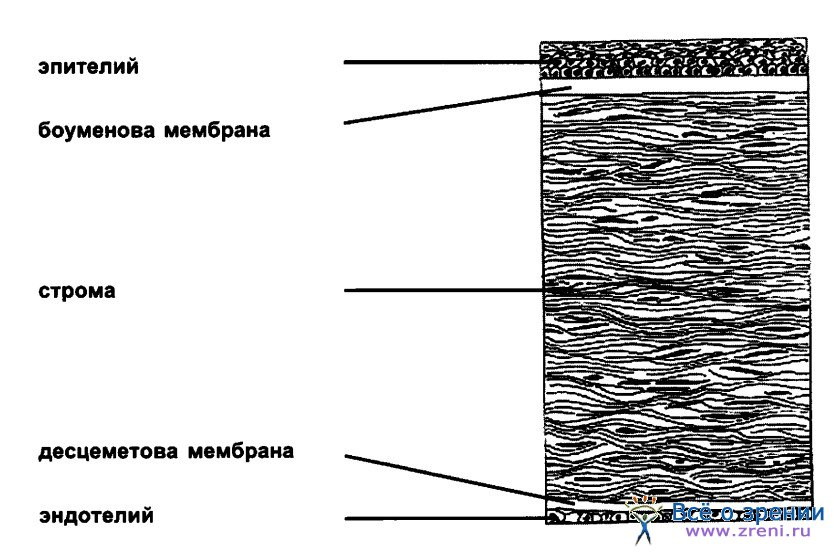 эпителий
боуменова мембрана
строма
десцеметова мембрана
эндотелий
Всё о зрении
www.zreni.ru